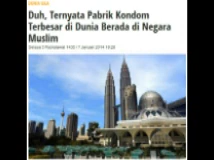 Duh, Ternyata Pabrik Kondom
Terbesar di Dunia Berada di Negara
Muslim